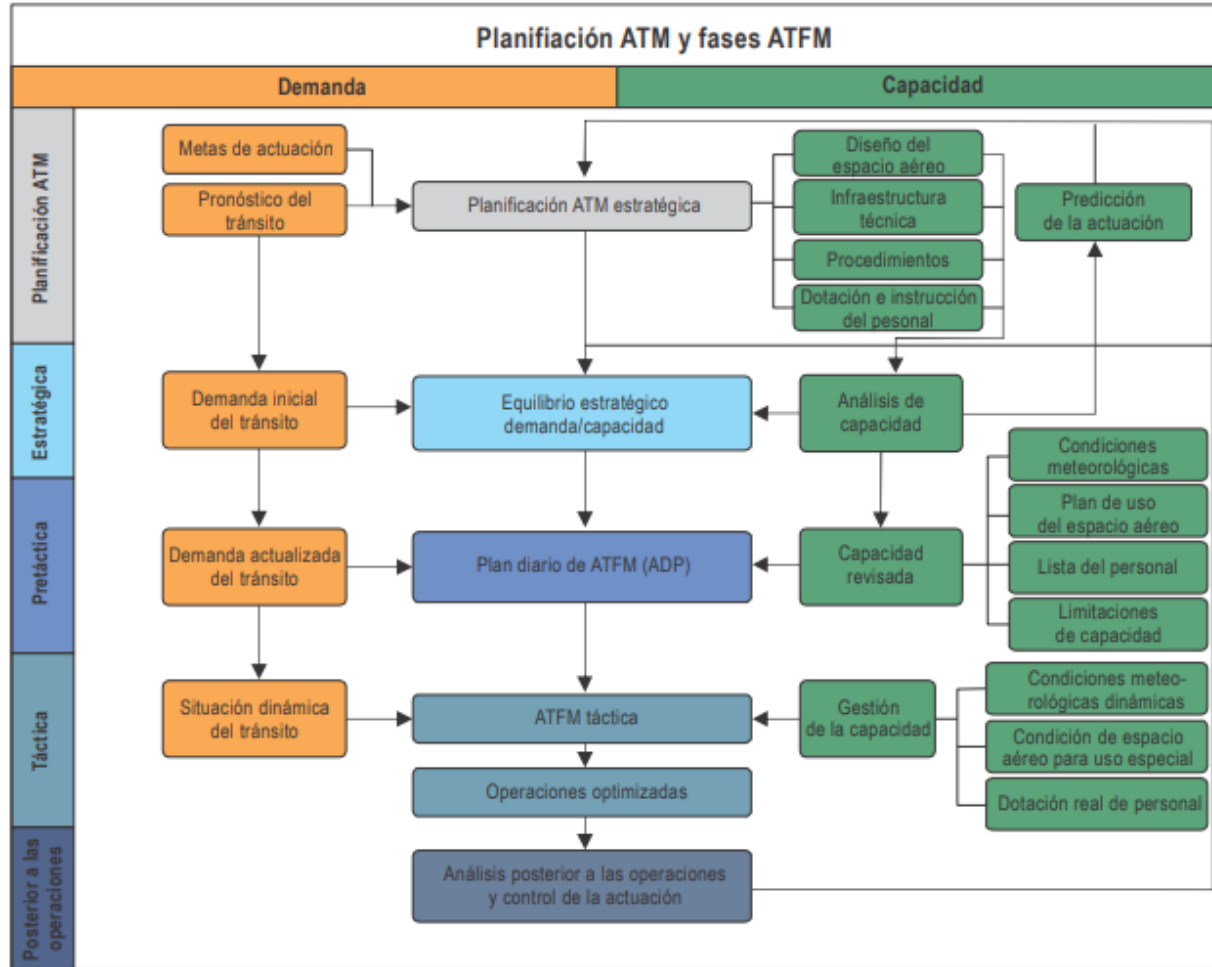 Planifiación ATM y fases ATFM
Demanda
Capacidad
Planificación ATM
Metas de actuación
Pronóstico del
tránsito
Planificación ATM estratégica
Diseño del
espacio aéreo
Infraestructura
técnica
Procedimientos
Dotación e instrucción
del pesonal
Predicción
de la actuación
Estratégica
Demanda inicial
del tránsito
Equilibrio estratégico
demanda/capacidad
Análisis de
capacidad
Condiciones
meteorológicas
Plan de uso
del espacio aéreo
Lista del personal
Limitaciones
de capacidad
Pretáctica
Demanda actualizada
del tránsito
Plan diario de ATFM (ADP)
Capacidad
revisada
Táctica
Situación dinámica
del tránsito
ATFM táctica
Gestión
de la capacidad
Condiciones meteo-
rológicas dinámicas
Condición de espacio
aéreo para uso especial
Dotación real de personal
Operaciones optimizadas
Posterior a las
operaciones
Análisis posterior a las operaciones
y control de la actuación